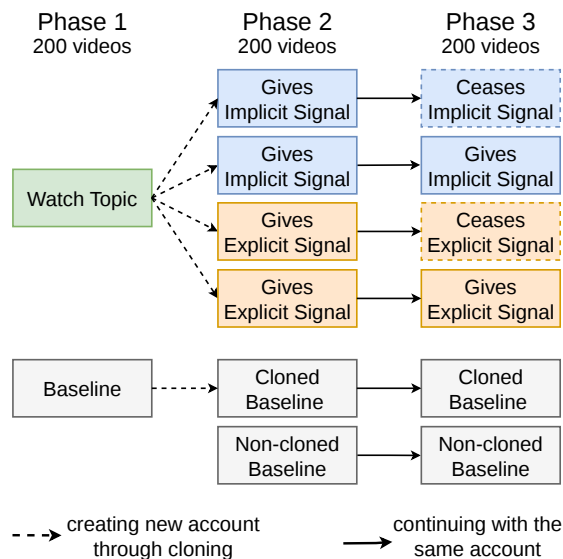 Phase 1
200 videos
Phase 2
200 videos
Phase 3
200 videos
Watch Topic
Gives
Implicit Signal
Ceases
Implicit Signal
Gives
Implicit Signal
Gives
Implicit Signal
Gives
Explicit Signal
Ceases
Explicit Signal
Gives
Explicit Signal
Gives
Explicit Signal
Baseline
Cloned
Baseline
Cloned
Baseline
Non-cloned
Baseline
Non-cloned
Baseline
creating new account
through cloning
continuing with the
same account